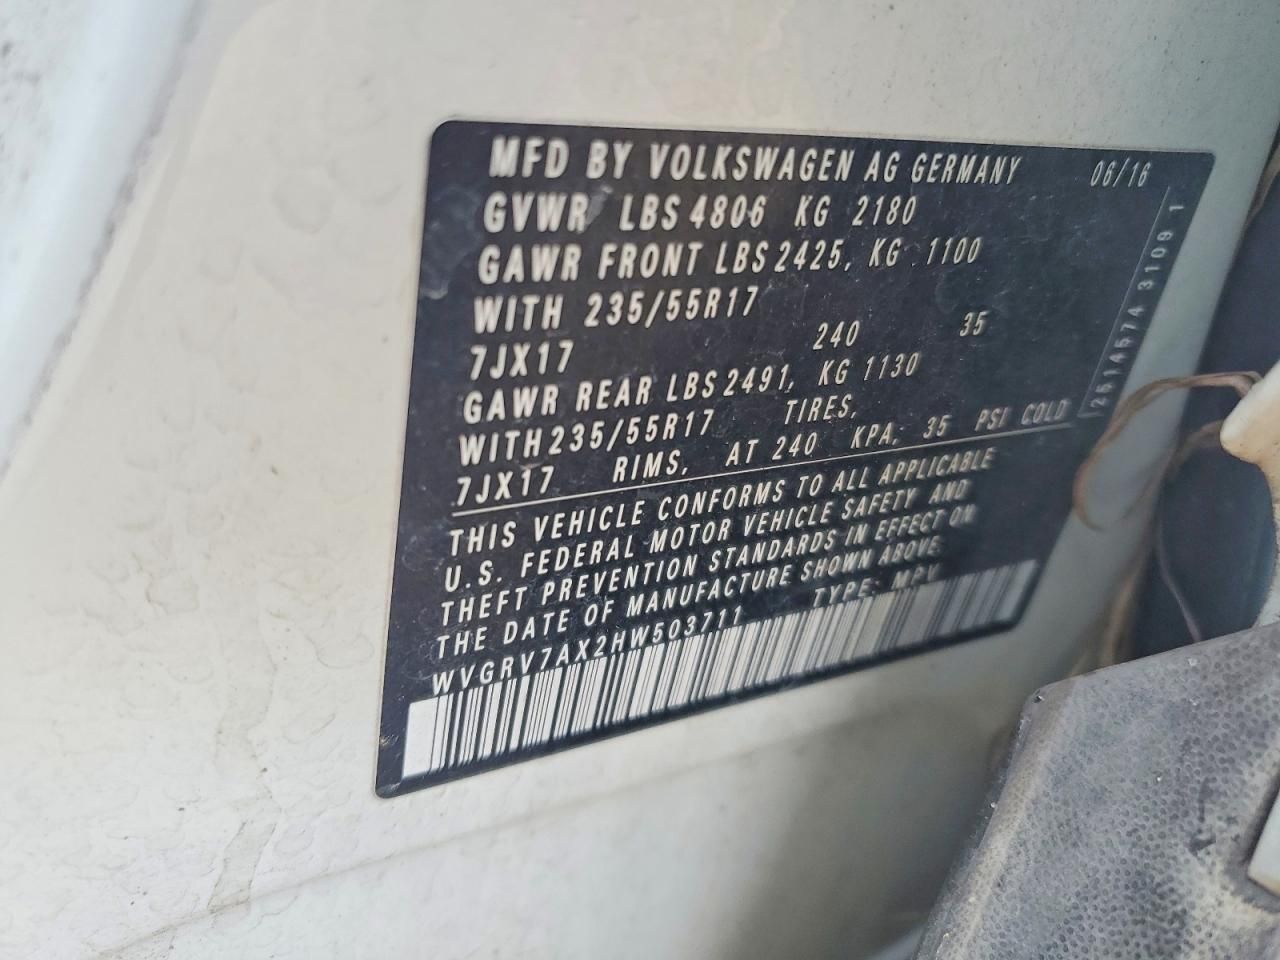 MFD BY VOLKSWAGEN AG GERMANY 06/16
GVWR LBS 4806 KG 2180
GAWR FRONT LBS 2425, KG 1100
WITH 235/55R17
7JX17 240 35
GAWR REAR LBS 2491, KG 1130
WITH 235/55R17 TIRES,
7JX17 RIMS, AT 240 KPA, 35 PSI COLD
THIS VEHICLE CONFORMS TO ALL APPLICABLE
U.S. FEDERAL MOTOR VEHICLE SAFETY AND
THEFT PREVENTION STANDARDS IN EFFECT ON
THE DATE OF MANUFACTURE SHOWN ABOVE.
WVGRV7AX2HW503711 TYPE: MPV
2514574 3109 1